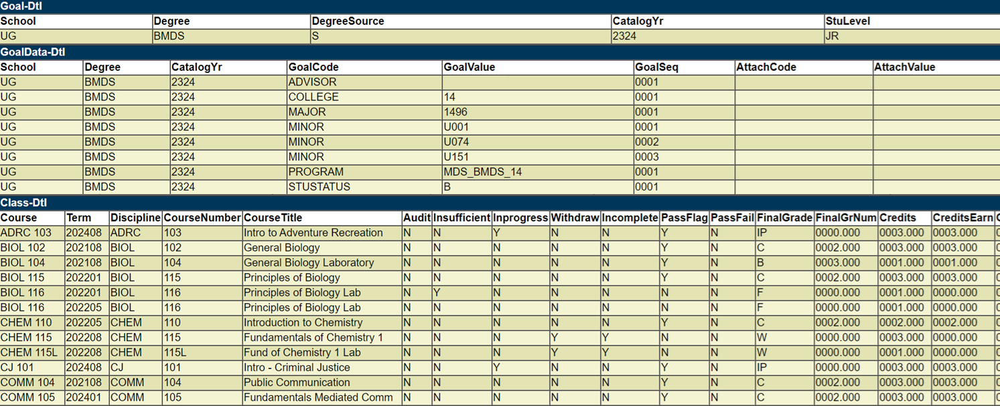 Goal-Dtl
School Degree DegreeSource CatalogYr StuLevel
UG BMDS S 2324 JR
GoalData-Dtl
School Degree CatalogYr GoalCode GoalValue GoalSeq AttachCode AttachValue
UG BMDS 2324 ADVISOR 0001
UG BMDS 2324 COLLEGE 14 0001
UG BMDS 2324 MAJOR 1496 0001
UG BMDS 2324 MINOR U001 0001
UG BMDS 2324 MINOR U074 0002
UG BMDS 2324 MINOR U151 0003
UG BMDS 2324 PROGRAM MDS_BMDS_14 0001
UG BMDS 2324 STUSTATUS B 0001
Class-Dtl
Course Term Discipline CourseNumber CourseTitle Audit Insufficient Inprogress Withdraw Incomplete PassFlag PassFail FinalGrade FinalGrNum Credits CreditsEarn
ADRC 103 202408 ADRC 103 Intro to Adventure Recreation N N Y N N Y N IP 0000.000 0003.000 0003.000
BIOL 102 202108 BIOL 102 General Biology N N N N N Y N C 0002.000 0003.000 0003.000
BIOL 104 202108 BIOL 104 General Biology Laboratory N N N N N Y N B 0003.000 0001.000 0001.000
BIOL 115 202201 BIOL 115 Principles of Biology N N N N N Y N C 0002.000 0003.000 0003.000
BIOL 116 202201 BIOL 116 Principles of Biology Lab N Y N N N N N F 0000.000 0001.000 0000.000
BIOL 116 202205 BIOL 116 Principles of Biology Lab N N N N N N N F 0000.000 0001.000 0000.000
CHEM 110 202205 CHEM 110 Introduction to Chemistry N N N N N Y N C 0002.000 0002.000 0002.000
CHEM 115 202208 CHEM 115 Fundamentals of Chemistry 1 N N N Y Y N N W 0000.000 0003.000 0000.000
CHEM 115L 202208 CHEM 115L Fund of Chemistry 1 Lab N N N Y Y N N W 0000.000 0001.000 0000.000
CJ 101 202408 CJ 101 Intro - Criminal Justice N N Y N N Y N IP 0000.000 0003.000 0003.000
COMM 104 202108 COMM 104 Public Communication N N N N N Y N C 0002.000 0003.000 0003.000
COMM 105 202401 COMM 105 Fundamentals Mediated Comm N N N N N Y N C 0002.000 0003.000 0003.000